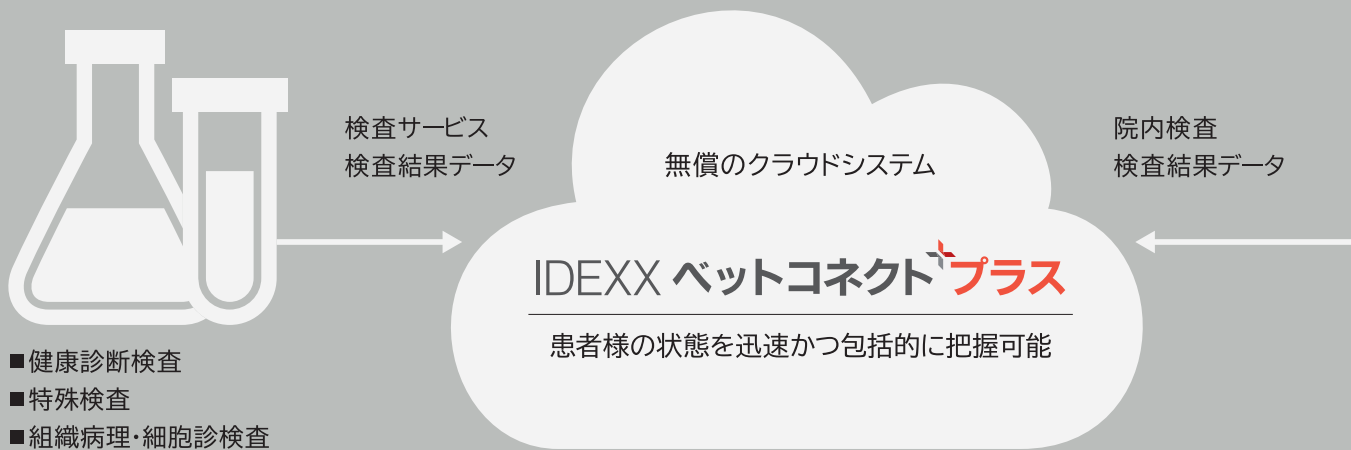 検査サービス
検査結果データ
無償のクラウドシステム
院内検査
検査結果データ
IDEXX ベットコネクトプラス
患者様の状態を迅速かつ包括的に把握可能
■健康診断検査
■特殊検査
■組織病理・細胞診検査